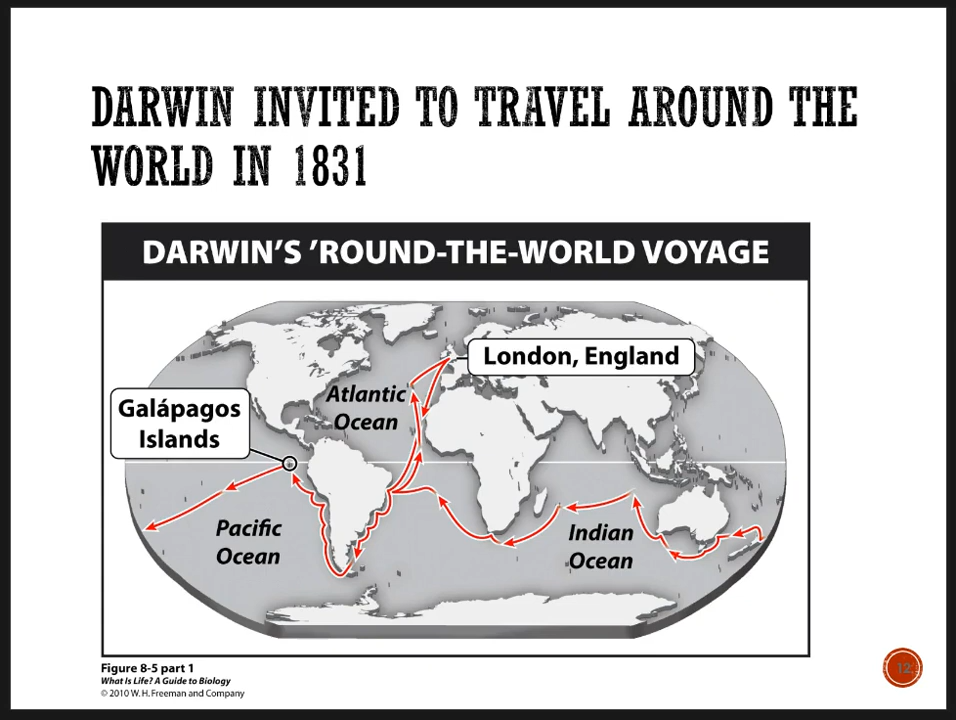 DARWIN INVITED TO TRAVEL AROUND THE
WORLD IN 1831
DARWIN'S ’ROUND-THE-WORLD VOYAGE
London, England
Atlantic
Ocean
Galápagos
Islands
Pacific
Ocean
Indian
Ocean
Figure 8-5 part 1
What Is Life? A Guide to Biology
© 2010 W. H. Freeman and Company
12